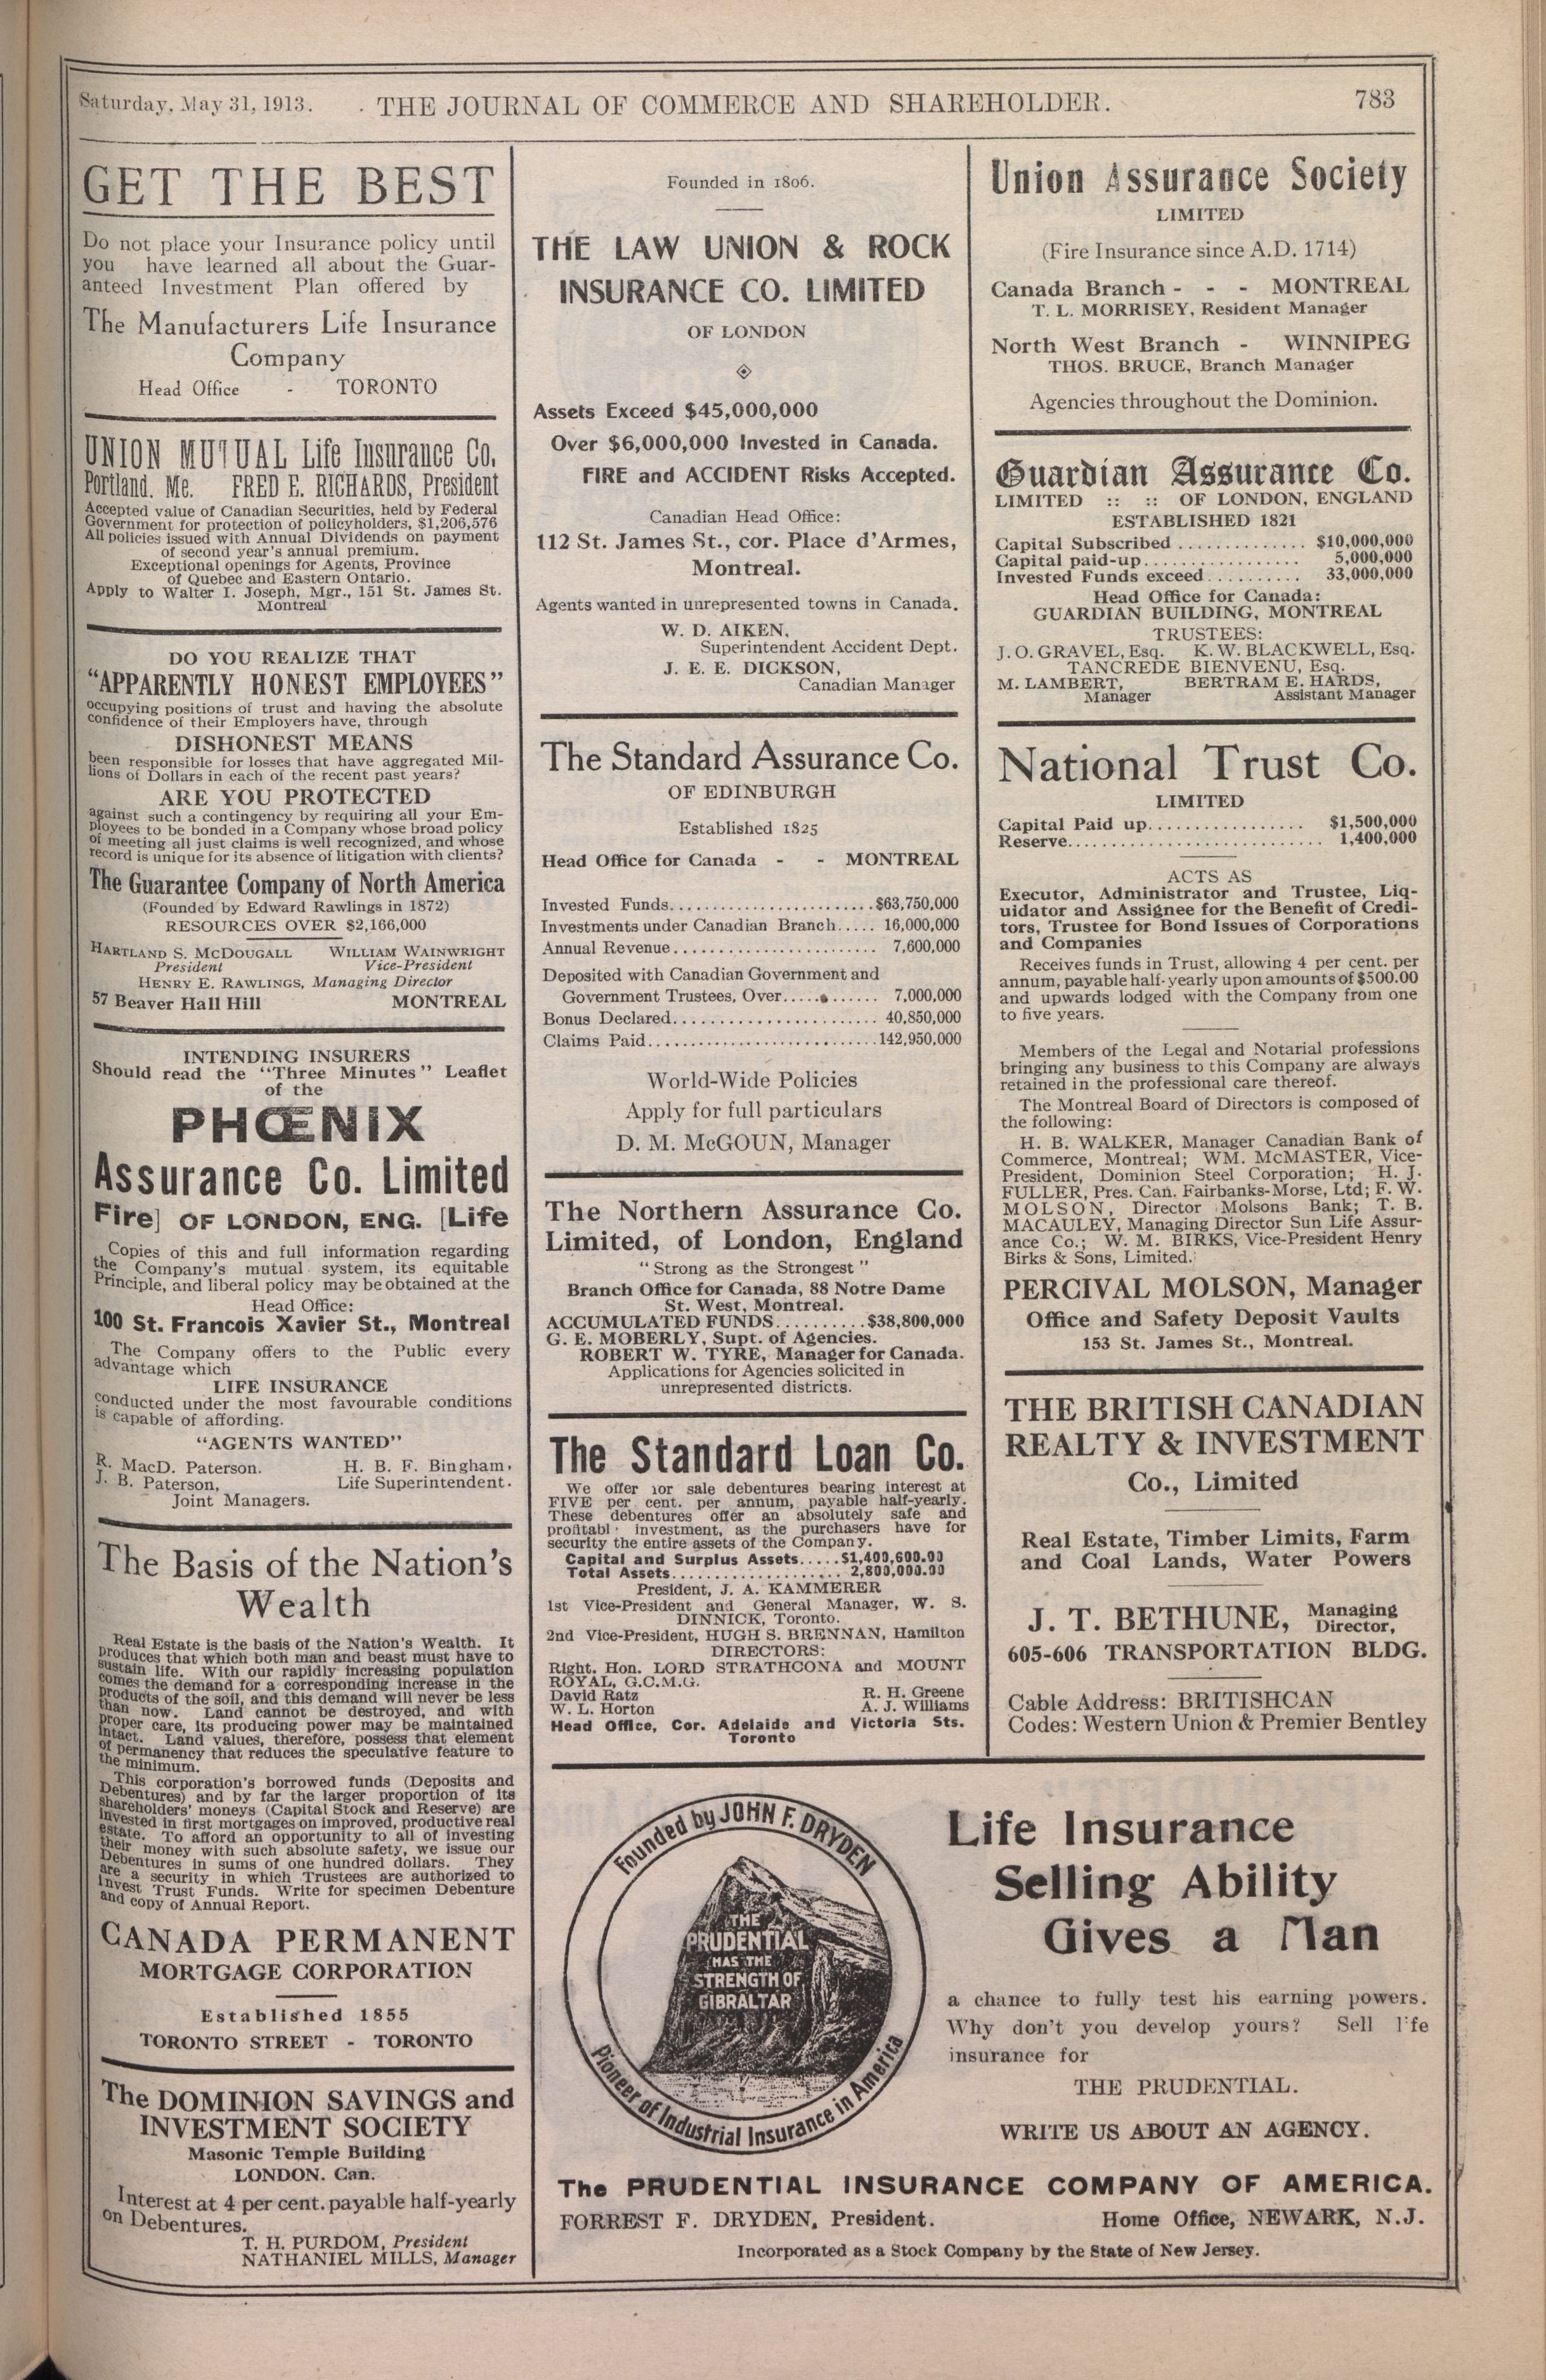 Saturday, May 31, 1913. THE JOURNAL OF COMMERCE AND SHAREHOLDER. 783
GET THE BEST
Do not place your Insurance policy until
you have learned all about the Guar-
anteed Investment Plan offered by
The Manufacturers Life Insurance
Company
Head Office - TORONTO
UNION MUTUAL Life Insurance Co.
Portland. Me. FRED E. RICHARDS, President
Accepted value of Canadian Securities, held by Federal
Government for protection of policyholders, $1,206,576
All policies issued with Annual Dividends on payment
of second year's annual premium.
Exceptional openings for Agents, Province
of Quebec and Eastern Ontario.
Apply to Walter I. Joseph, Mgr., 151 St. James St.
Montreal
DO YOU REALIZE THAT
"APPARENTLY HONEST EMPLOYEES"
occupying positions of trust and having the absolute
confidence of their Employers have, through
DISHONEST MEANS
been responsible for losses that have aggregated Mil-
lions of Dollars in each of the recent past years?
ARE YOU PROTECTED
against such a contingency by requiring all your Em-
ployees to be bonded in a Company whose broad policy
of meeting all just claims is well recognized, and whose
record is unique for its absence of litigation with clients?
The Guarantee Company of North America
(Founded by Edward Rawlings in 1872)
RESOURCES OVER $2,166,000
HARTLAND S. McDOUGALL WILLIAM WAINWRIGHT
President Vice-President
HENRY E. RAWLINGS, Managing Director
57 Beaver Hall Hill MONTREAL
INTENDING INSURERS
Should read the "Three Minutes" Leaflet
of the
PHŒNIX
Assurance Co. Limited
Fire] OF LONDON, ENG. [Life
Copies of this and full information regarding
the Company's mutual system, its equitable
Principle, and liberal policy may be obtained at the
Head Office:
100 St. Francois Xavier St., Montreal
The Company offers to the Public every
advantage which
LIFE INSURANCE
conducted under the most favourable conditions
is capable of affording.
"AGENTS WANTED"
R. MacD. Paterson. H. B. F. Bingham,
J. B. Paterson, Life Superintendent.
Joint Managers.
The Basis of the Nation's
Wealth
Real Estate is the basis of the Nation's Wealth. It
produces that which both man and beast must have to
sustain life. With our rapidly increasing population
comes the demand for a corresponding increase in the
products of the soil, and this demand will never be less
than now. Land cannot be destroyed, and with
proper care, its producing power may be maintained
intact. Land values, therefore, possess that element
of permanency that reduces the speculative feature to
the minimum.
This corporation's borrowed funds (Deposits and
Debentures) and by far the larger proportion of its
shareholders' moneys (Capital Stock and Reserve) are
invested in first mortgages on improved, productive real
estate. To afford an opportunity to all of investing
their money with such absolute safety, we issue our
Debentures in sums of one hundred dollars. They
are a security in which Trustees are authorized to
invest Trust Funds. Write for specimen Debenture
and copy of Annual Report.
CANADA PERMANENT
MORTGAGE CORPORATION
Established 1855
TORONTO STREET - TORONTO
The DOMINION SAVINGS and
INVESTMENT SOCIETY
Masonic Temple Building
LONDON. Can.
Interest at 4 per cent. payable half-yearly
on Debentures.
T. H. PURDOM, President
NATHANIEL MILLS, Manager
Founded in 1806.
THE LAW UNION & ROCK
INSURANCE CO. LIMITED
OF LONDON
Assets Exceed $45,000,000
Over $6,000,000 Invested in Canada.
FIRE and ACCIDENT Risks Accepted.
Canadian Head Office:
112 St. James St., cor. Place d'Armes,
Montreal.
Agents wanted in unrepresented towns in Canada.
W. D. AIKEN,
Superintendent Accident Dept.
J. E. E. DICKSON,
Canadian Manager
The Standard Assurance Co.
OF EDINBURGH
Established 1825
Head Office for Canada - - MONTREAL
Invested Funds........................$63,750,000
Investments under Canadian Branch..... 16,000,000
Annual Revenue........................ 7,600,000
Deposited with Canadian Government and
Government Trustees, Over........... 7,000,000
Bonus Declared........................ 40,850,000
Claims Paid...........................142,950,000
World-Wide Policies
Apply for full particulars
D. M. McGOUN, Manager
The Northern Assurance Co.
Limited, of London, England
"Strong as the Strongest"
Branch Office for Canada, 88 Notre Dame
St. West, Montreal.
ACCUMULATED FUNDS..........$38,800,000
G. E. MOBERLY, Supt. of Agencies.
ROBERT W. TYRE, Manager for Canada.
Applications for Agencies solicited in
unrepresented districts.
The Standard Loan Co.
We offer for sale debentures bearing interest at
FIVE per cent. per annum, payable half-yearly.
These debentures offer an absolutely safe and
profitabl investment, as the purchasers have for
security the entire assets of the Company.
Capital and Surplus Assets.....$1,400,600.00
Total Assets.................... 2,800,000.00
President, J. A. KAMMERER
1st Vice-President and General Manager, W. S.
DINNICK, Toronto.
2nd Vice-President, HUGH S. BRENNAN, Hamilton
DIRECTORS:
Right. Hon. LORD STRATHCONA and MOUNT
ROYAL, G.C.M.G.
David Ratz R. H. Greene
W. L. Horton A. J. Williams
Head Office, Cor. Adelaide and Victoria Sts.
Toronto
Union Assurance Society
LIMITED
(Fire Insurance since A.D. 1714)
Canada Branch - - - MONTREAL
T. L. MORRISEY, Resident Manager
North West Branch - WINNIPEG
THOS. BRUCE, Branch Manager
Agencies throughout the Dominion.
Guardian Assurance Co.
LIMITED :: :: OF LONDON, ENGLAND
ESTABLISHED 1821
Capital Subscribed .............. $10,000,000
Capital paid-up................. 5,000,000
Invested Funds exceed.......... 33,000,000
Head Office for Canada:
GUARDIAN BUILDING, MONTREAL
TRUSTEES:
J. O. GRAVEL, Esq. K. W. BLACKWELL, Esq.
TANCREDE BIENVENU, Esq.
M. LAMBERT, BERTRAM E. HARDS,
Manager Assistant Manager
National Trust Co.
LIMITED
Capital Paid up.................. $1,500,000
Reserve............................ 1,400,000
ACTS AS
Executor, Administrator and Trustee, Liq-
uidator and Assignee for the Benefit of Credi-
tors, Trustee for Bond Issues of Corporations
and Companies
Receives funds in Trust, allowing 4 per cent. per
annum, payable half-yearly upon amounts of $500.00
and upwards lodged with the Company from one
to five years.
Members of the Legal and Notarial professions
bringing any business to this Company are always
retained in the professional care thereof.
The Montreal Board of Directors is composed of
the following:
H. B. WALKER, Manager Canadian Bank of
Commerce, Montreal; WM. McMASTER, Vice-
President, Dominion Steel Corporation; H. J.
FULLER, Pres. Can. Fairbanks-Morse, Ltd; F. W.
MOLSON, Director Molsons Bank; T. B.
MACAULEY, Managing Director Sun Life Assur-
ance Co.; W. M. BIRKS, Vice-President Henry
Birks & Sons, Limited.
PERCIVAL MOLSON, Manager
Office and Safety Deposit Vaults
153 St. James St., Montreal.
THE BRITISH CANADIAN
REALTY & INVESTMENT
Co., Limited
Real Estate, Timber Limits, Farm
and Coal Lands, Water Powers
J. T. BETHUNE, Managing
Director,
605-606 TRANSPORTATION BLDG.
Cable Address: BRITISHCAN
Codes: Western Union & Premier Bentley
Founded by JOHN F. DRYDEN
THE
PRUDENTIAL
HAS THE
STRENGTH OF
GIBRALTAR
Pioneer of Industrial Insurance in America
Life Insurance
Selling Ability
Gives a Man
a chance to fully test his earning powers.
Why don't you develop yours? Sell life
insurance for
THE PRUDENTIAL.
WRITE US ABOUT AN AGENCY.
The PRUDENTIAL INSURANCE COMPANY OF AMERICA.
FORREST F. DRYDEN, President. Home Office, NEWARK, N.J.
Incorporated as a Stock Company by the State of New Jersey.